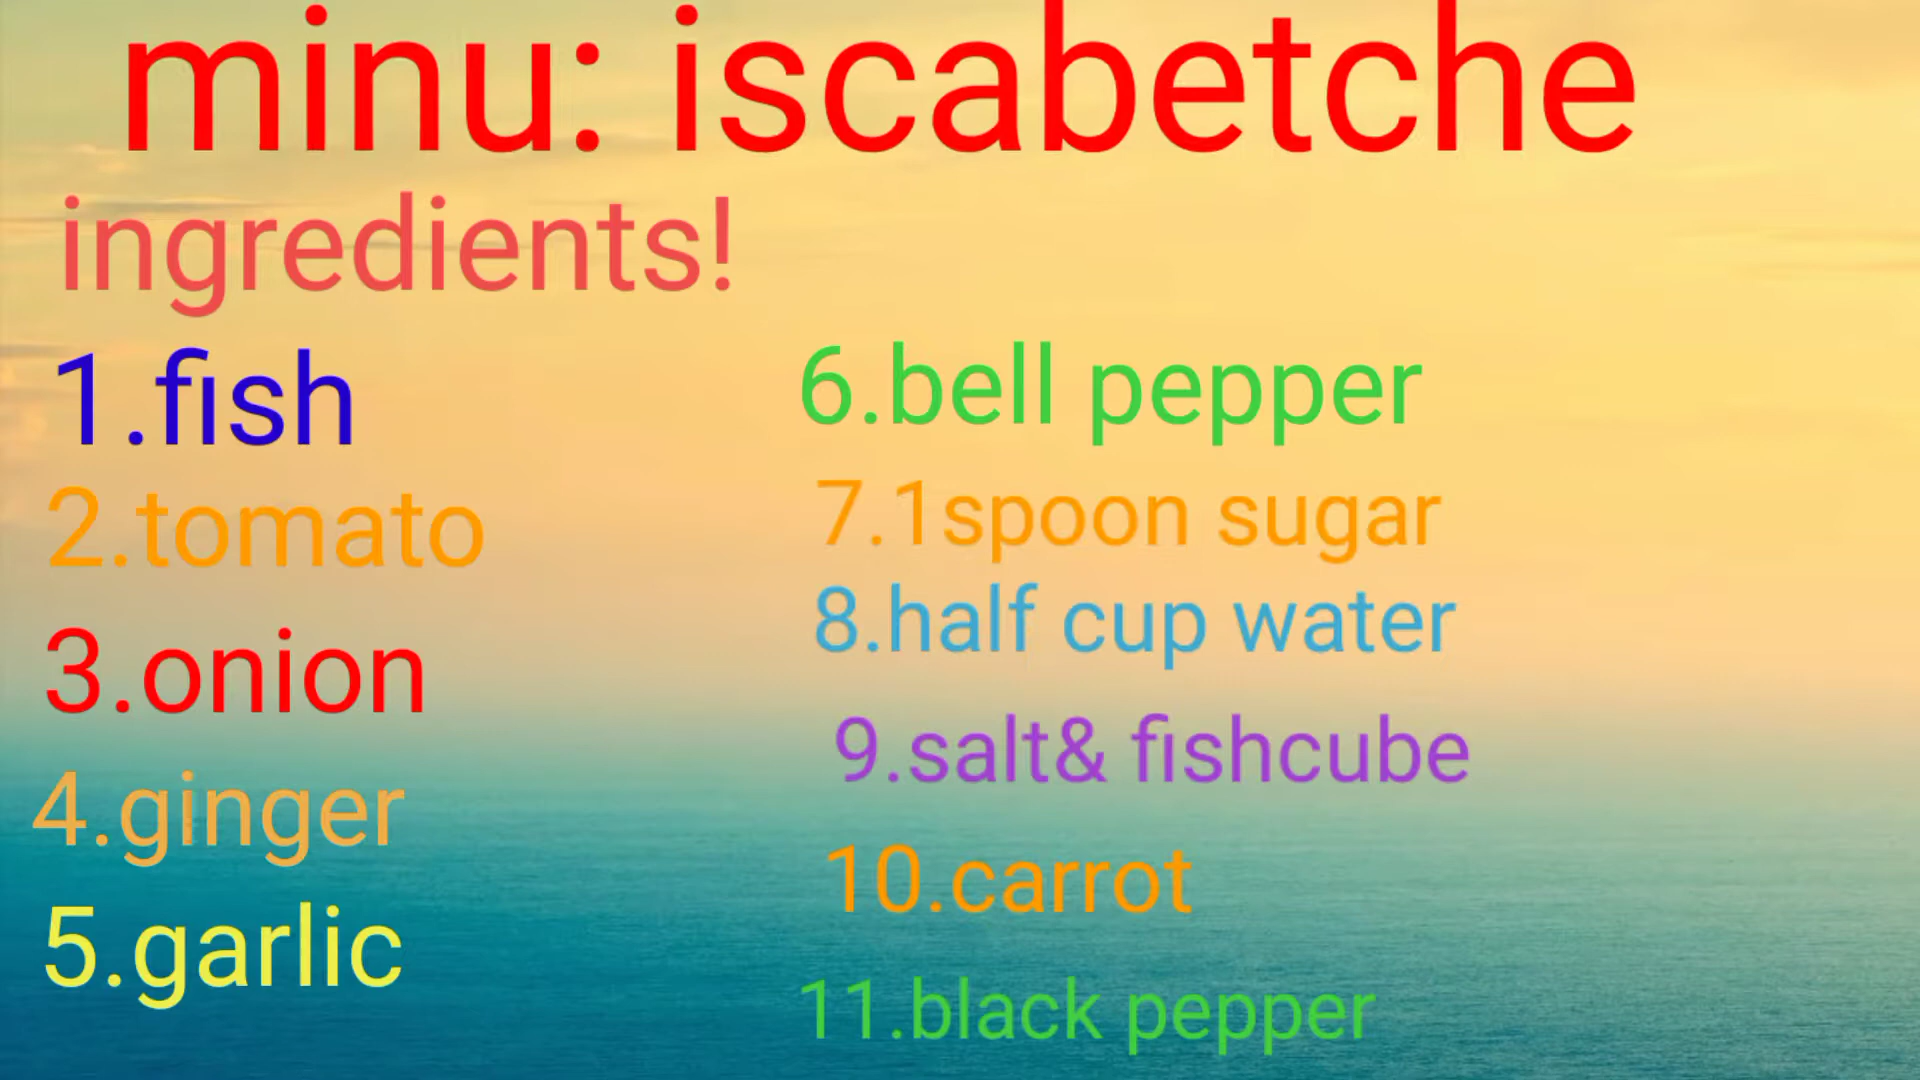 minu: iscabetche
ingredients!
1.fish
2.tomato
3.onion
4.ginger
5.garlic
6.bell pepper
7.1spoon sugar
8.half cup water
9.salt& fishcube
10.carrot
11.black pepper